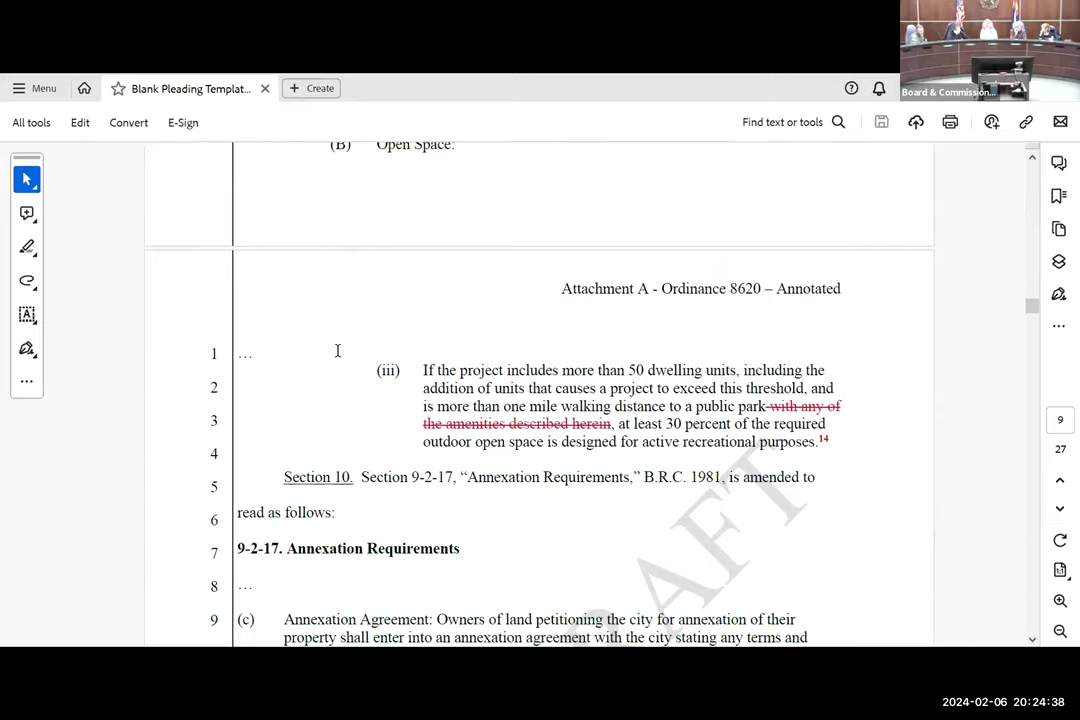 Board & Commission...
Menu
Blank Pleading Templat...
Create
All tools
Edit
Convert
E-Sign
Find text or tools
(B) Open Space:
Attachment A - Ordinance 8620 – Annotated
1 …
(iii) If the project includes more than 50 dwelling units, including the
2 addition of units that causes a project to exceed this threshold, and
3 is more than one mile walking distance to a public park with any of
the amenities described herein, at least 30 percent of the required
4 outdoor open space is designed for active recreational purposes.14
5 Section 10. Section 9-2-17, “Annexation Requirements,” B.R.C. 1981, is amended to
6 read as follows:
7 9-2-17. Annexation Requirements
8 …
9 (c) Annexation Agreement: Owners of land petitioning the city for annexation of their
property shall enter into an annexation agreement with the city stating any terms and
DRAFT
9
27
1:1
2024-02-06 20:24:38